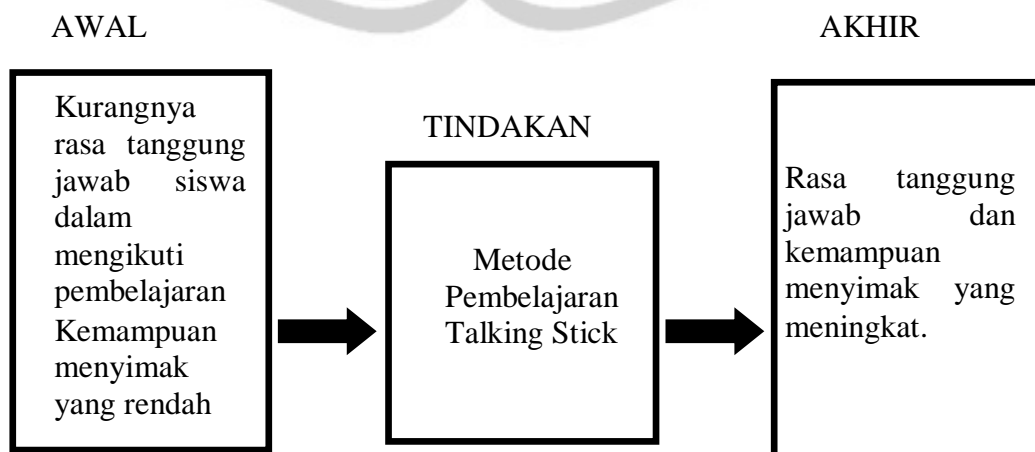 AWAL
AKHIR
Kurangnya
rasa tanggung
jawab siswa
dalam
mengikuti
pembelajaran
Kemampuan
menyimak
yang rendah
TINDAKAN
Metode
Pembelajaran
Talking Stick
Rasa tanggung
jawab dan
kemampuan
menyimak yang
meningkat.